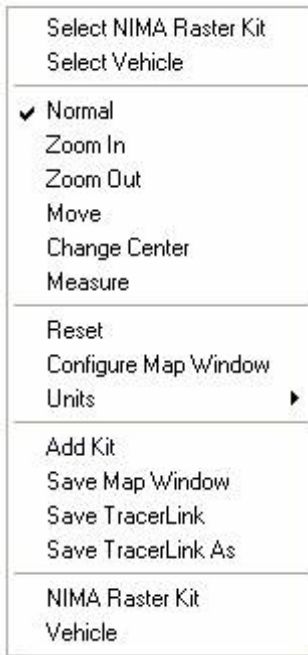 Select NIMA Raster Kit
Select Vehicle
Normal
Zoom In
Zoom Out
Move
Change Center
Measure
Reset
Configure Map Window
Units
Add Kit
Save Map Window
Save TracerLink
Save TracerLink As
NIMA Raster Kit
Vehicle